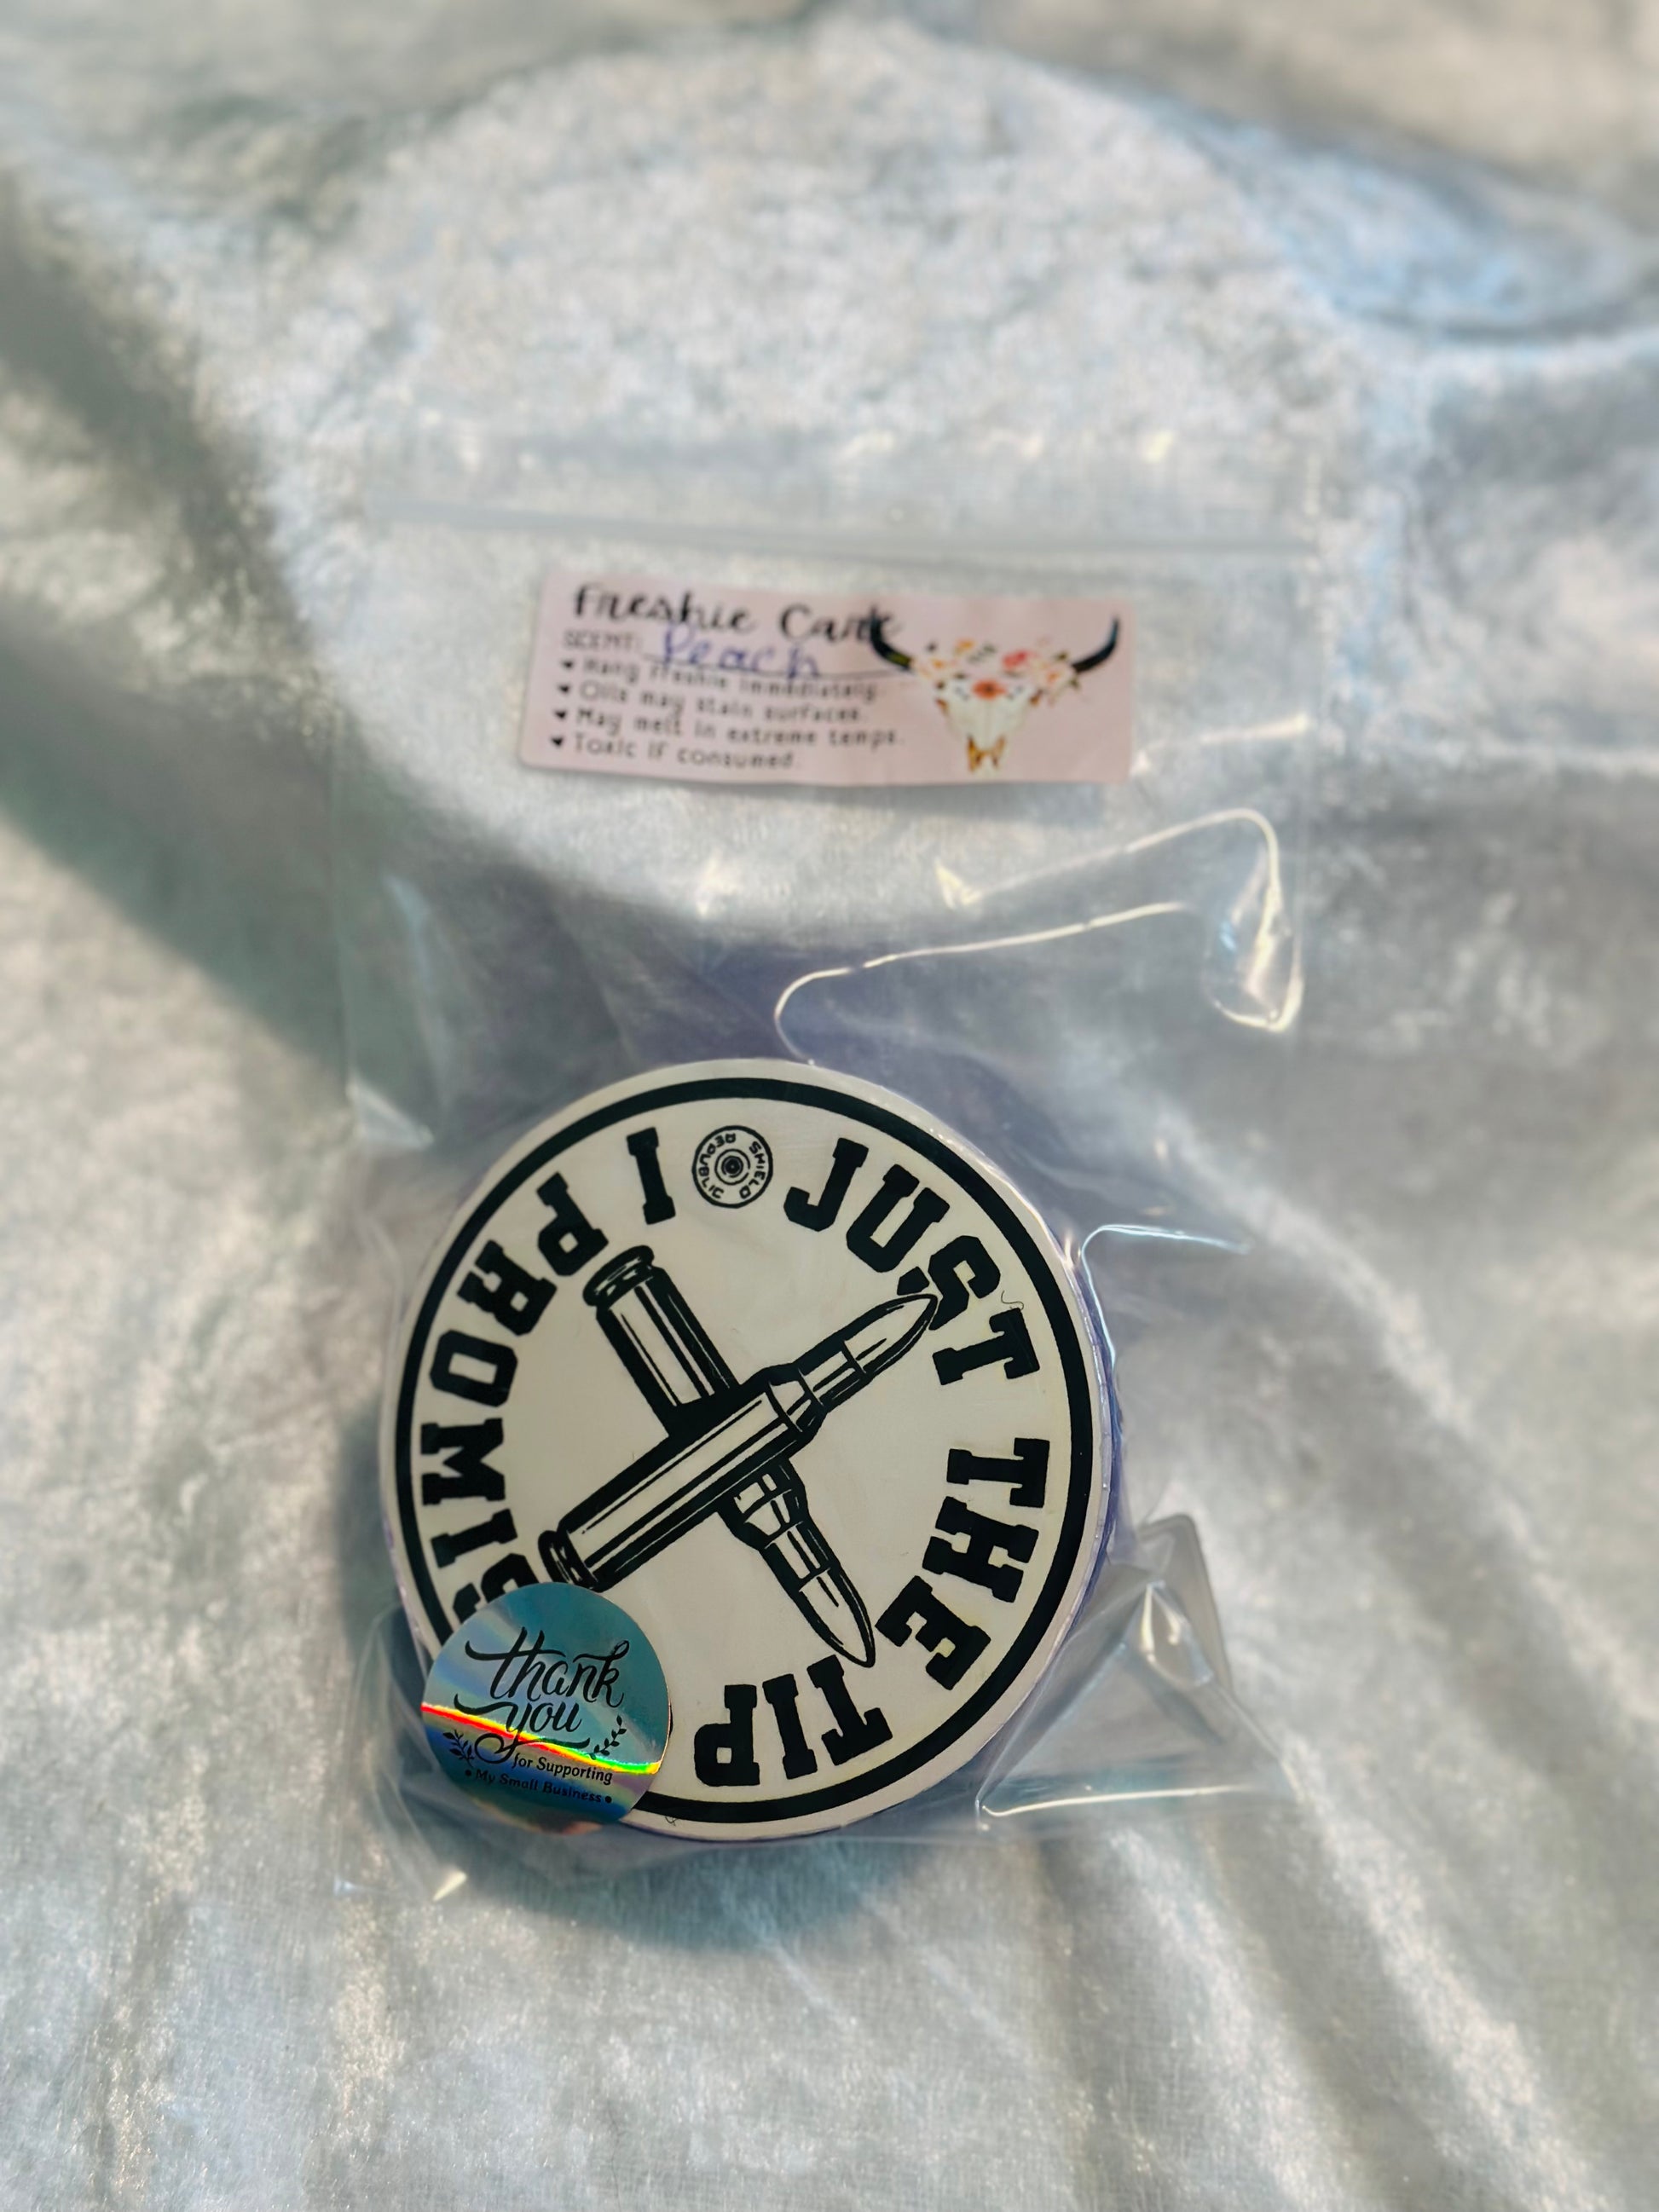 Freshie Care
SCENT: Peach
Hang freshie immediately.
Oils may stain surfaces.
May melt in extreme temps.
Toxic if consumed.
JUST THE TIP
I PROMIS
REPUBLIC SHIELD
thank
you
for Supporting
• My Small Business •